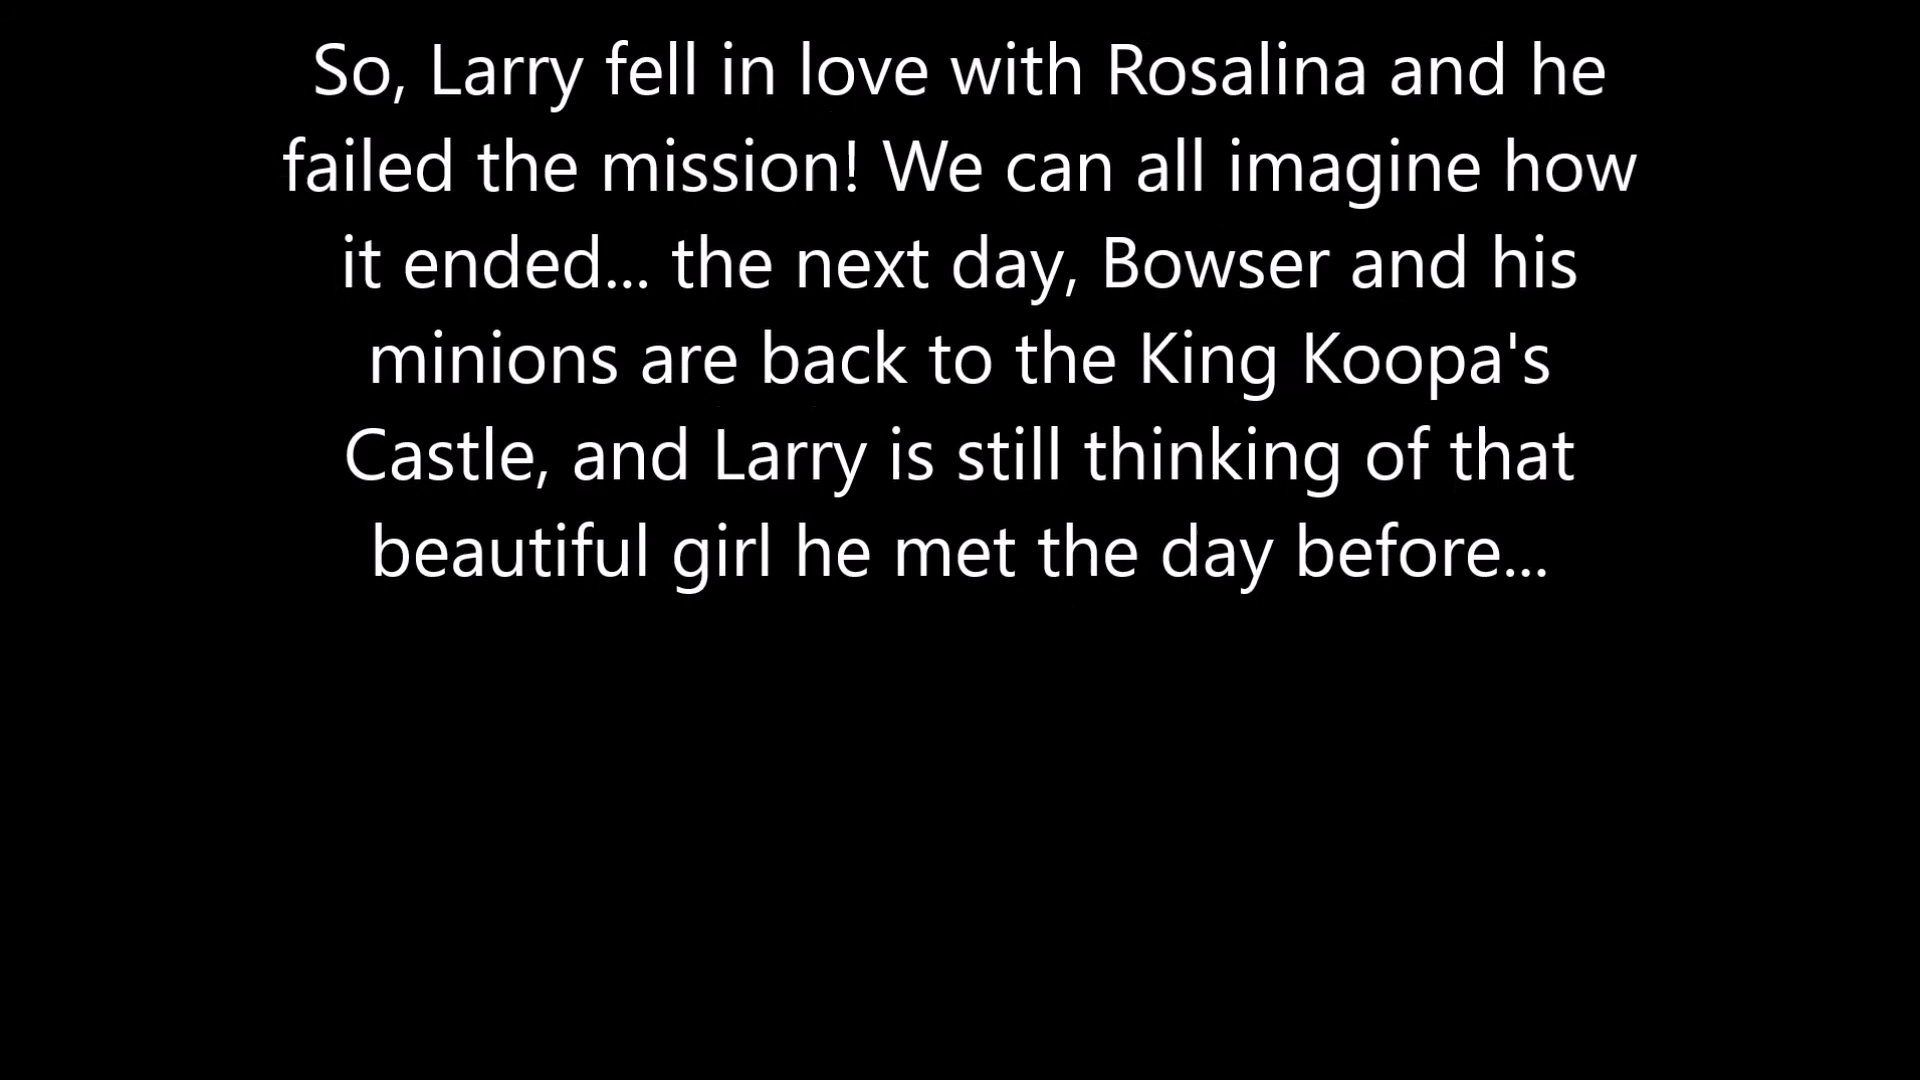 So, Larry fell in love with Rosalina and he
failed the mission! We can all imagine how
it ended... the next day, Bowser and his
minions are back to the King Koopa's
Castle, and Larry is still thinking of that
beautiful girl he met the day before...